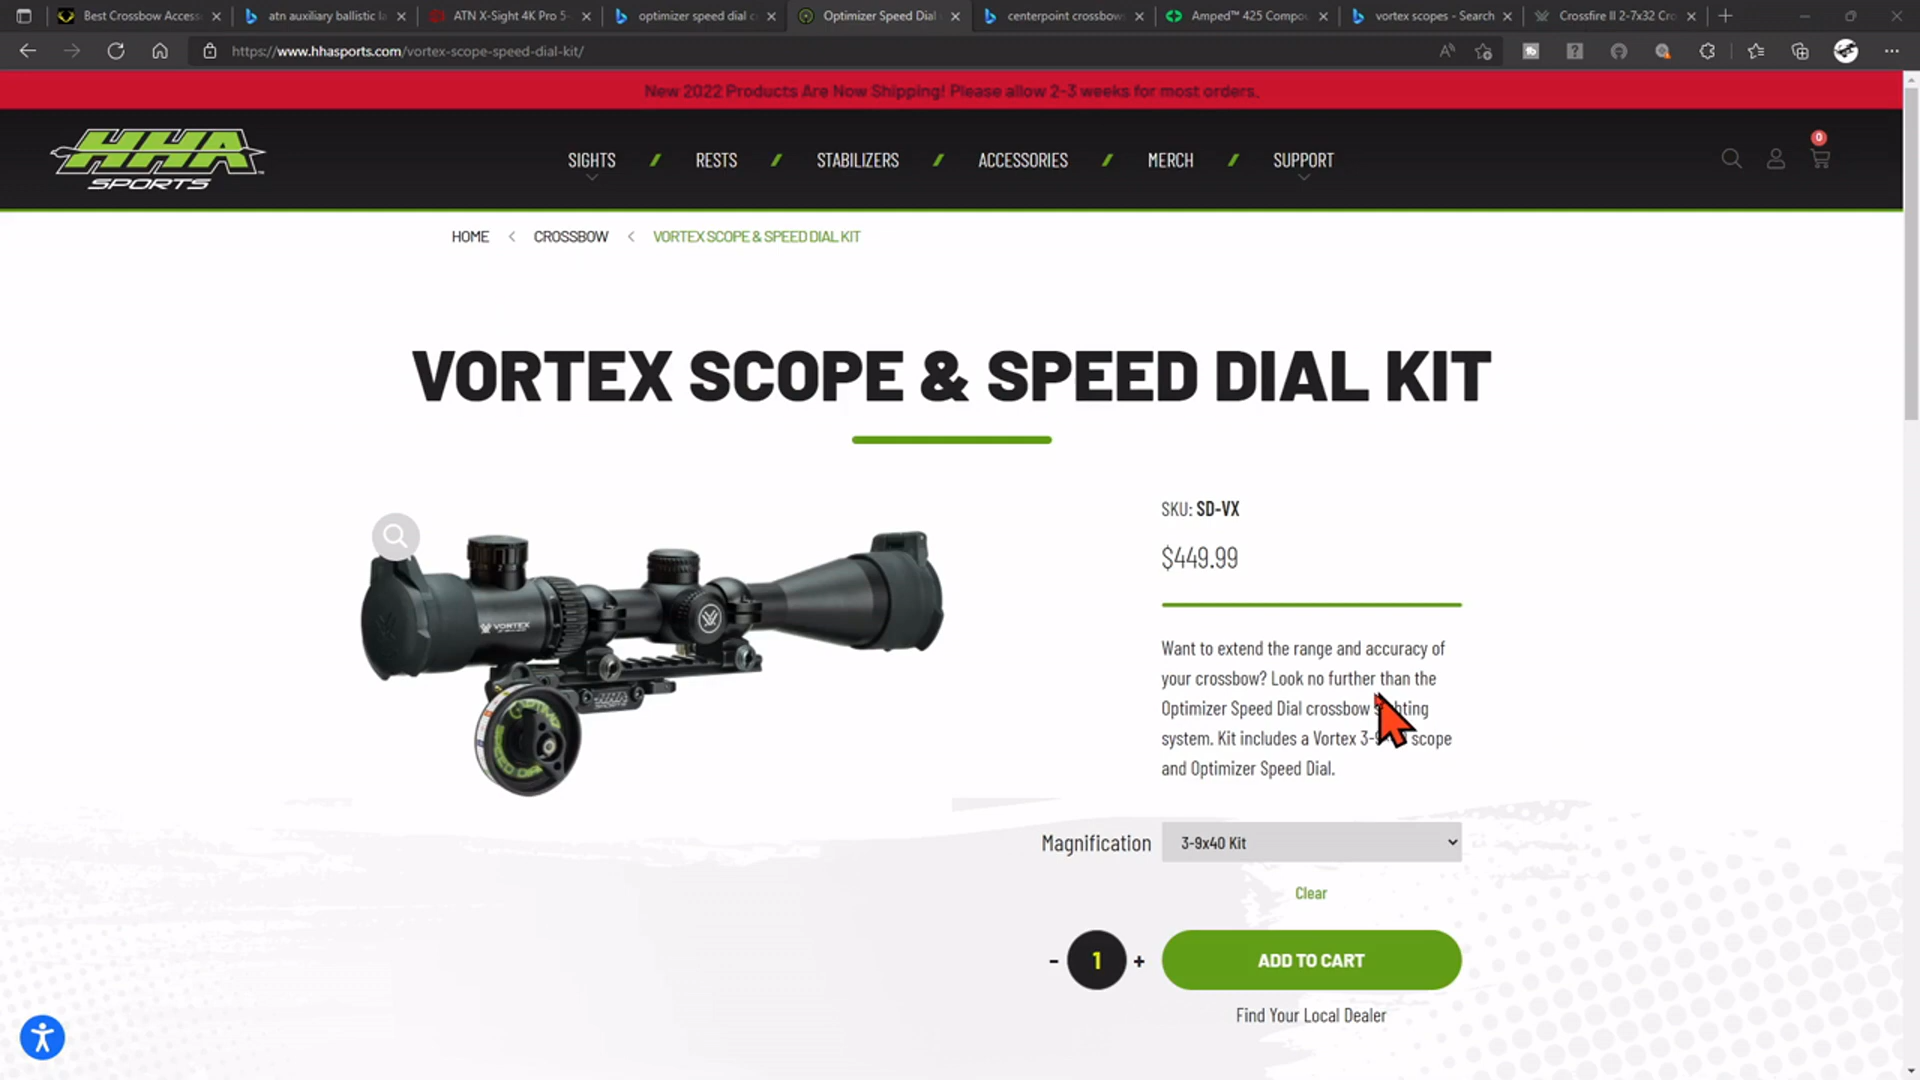 Best Crossbow Access
atn auxiliary ballistic la
ATN X-Sight 4K Pro 5-
optimizer speed dial c
Optimizer Speed Dial
centerpoint crossbow
Amped™ 425 Compou
vortex scopes - Search
Crossfire II 2-7x32 Cro
https://www.hhasports.com/vortex-scope-speed-dial-kit/
New 2022 Products Are Now Shipping! Please allow 2-3 weeks for most orders.
HHA
SPORTS
SIGHTS
RESTS
STABILIZERS
ACCESSORIES
MERCH
SUPPORT
0
HOME < CROSSBOW < VORTEX SCOPE & SPEED DIAL KIT
VORTEX SCOPE & SPEED DIAL KIT
VORTEX
SKU: SD-VX
$449.99
Want to extend the range and accuracy of
your crossbow? Look no further than the
Optimizer Speed Dial crossbow
system. Kit includes a Vortex scope
and Optimizer Speed Dial.
Magnification
3-9x40 Kit
Clear
- 1 +
ADD TO CART
Find Your Local Dealer